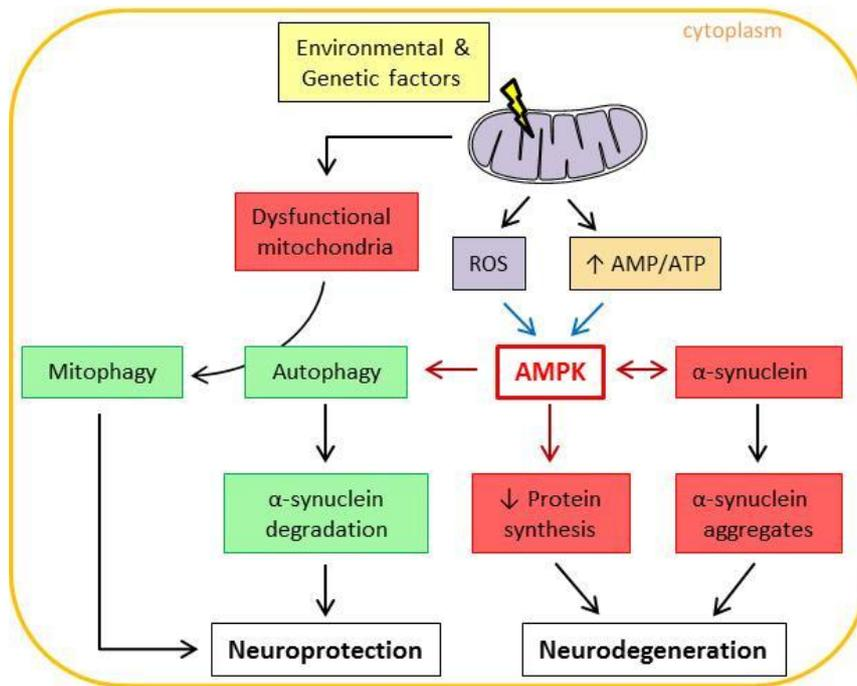 cytoplasm
Environmental &
Genetic factors
Dysfunctional
mitochondria
ROS
↑ AMP/ATP
Mitophagy
Autophagy
AMPK
α-synuclein
α-synuclein
degradation
↓ Protein
synthesis
α-synuclein
aggregates
Neuroprotection
Neurodegeneration